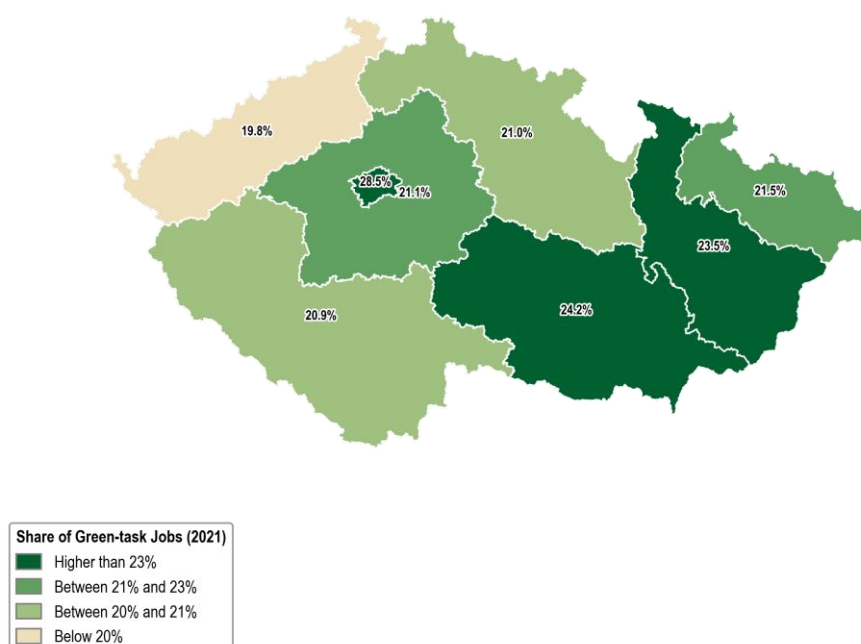 19.8%
21.0%
28.5%
21.1%
21.5%
23.5%
24.2%
20.9%
Share of Green-task Jobs (2021)
Higher than 23%
Between 21% and 23%
Between 20% and 21%
Below 20%